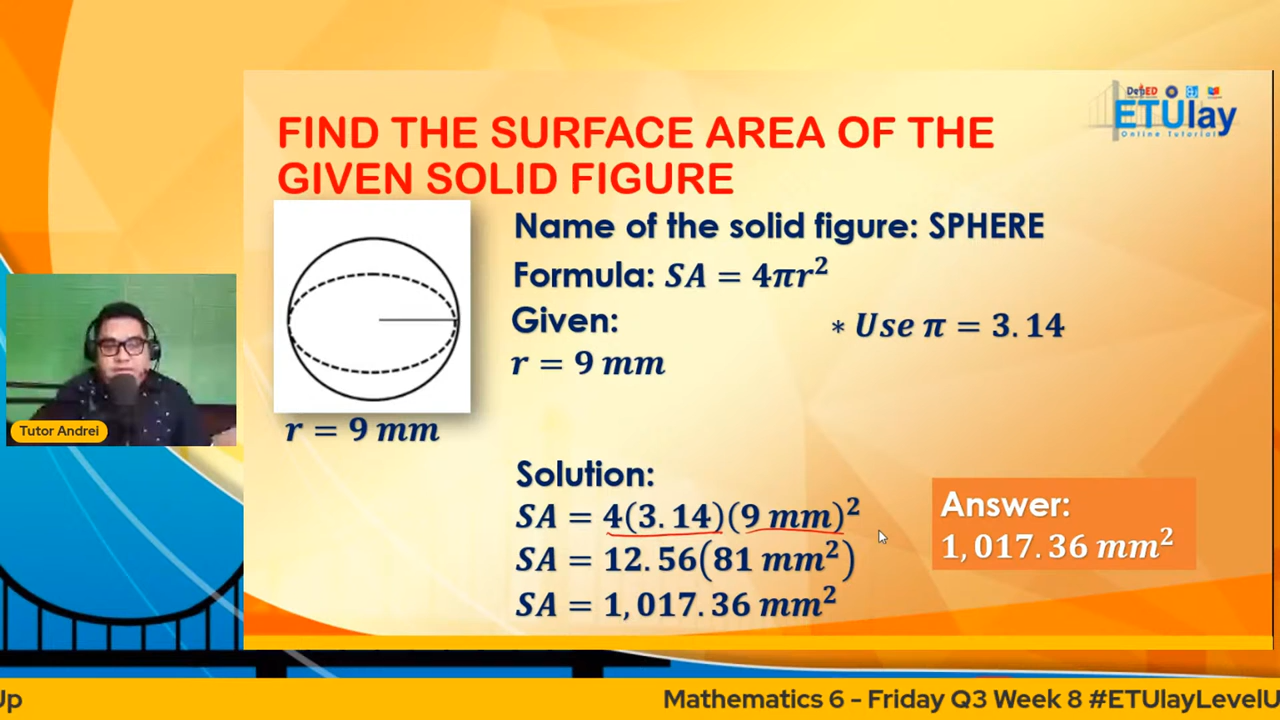 DepED
ETUlay
Online Tutorial
FIND THE SURFACE AREA OF THE
GIVEN SOLID FIGURE
Name of the solid figure: SPHERE
Formula: SA = 4πr²
Given:
* Use π = 3.14
r = 9 mm
r = 9 mm
Solution:
SA = 4(3.14)(9 mm)²
SA = 12.56(81 mm²)
SA = 1,017.36 mm²
Answer:
1,017.36 mm²
Tutor Andrei
Up
Mathematics 6 - Friday Q3 Week 8 #ETUlayLevelU